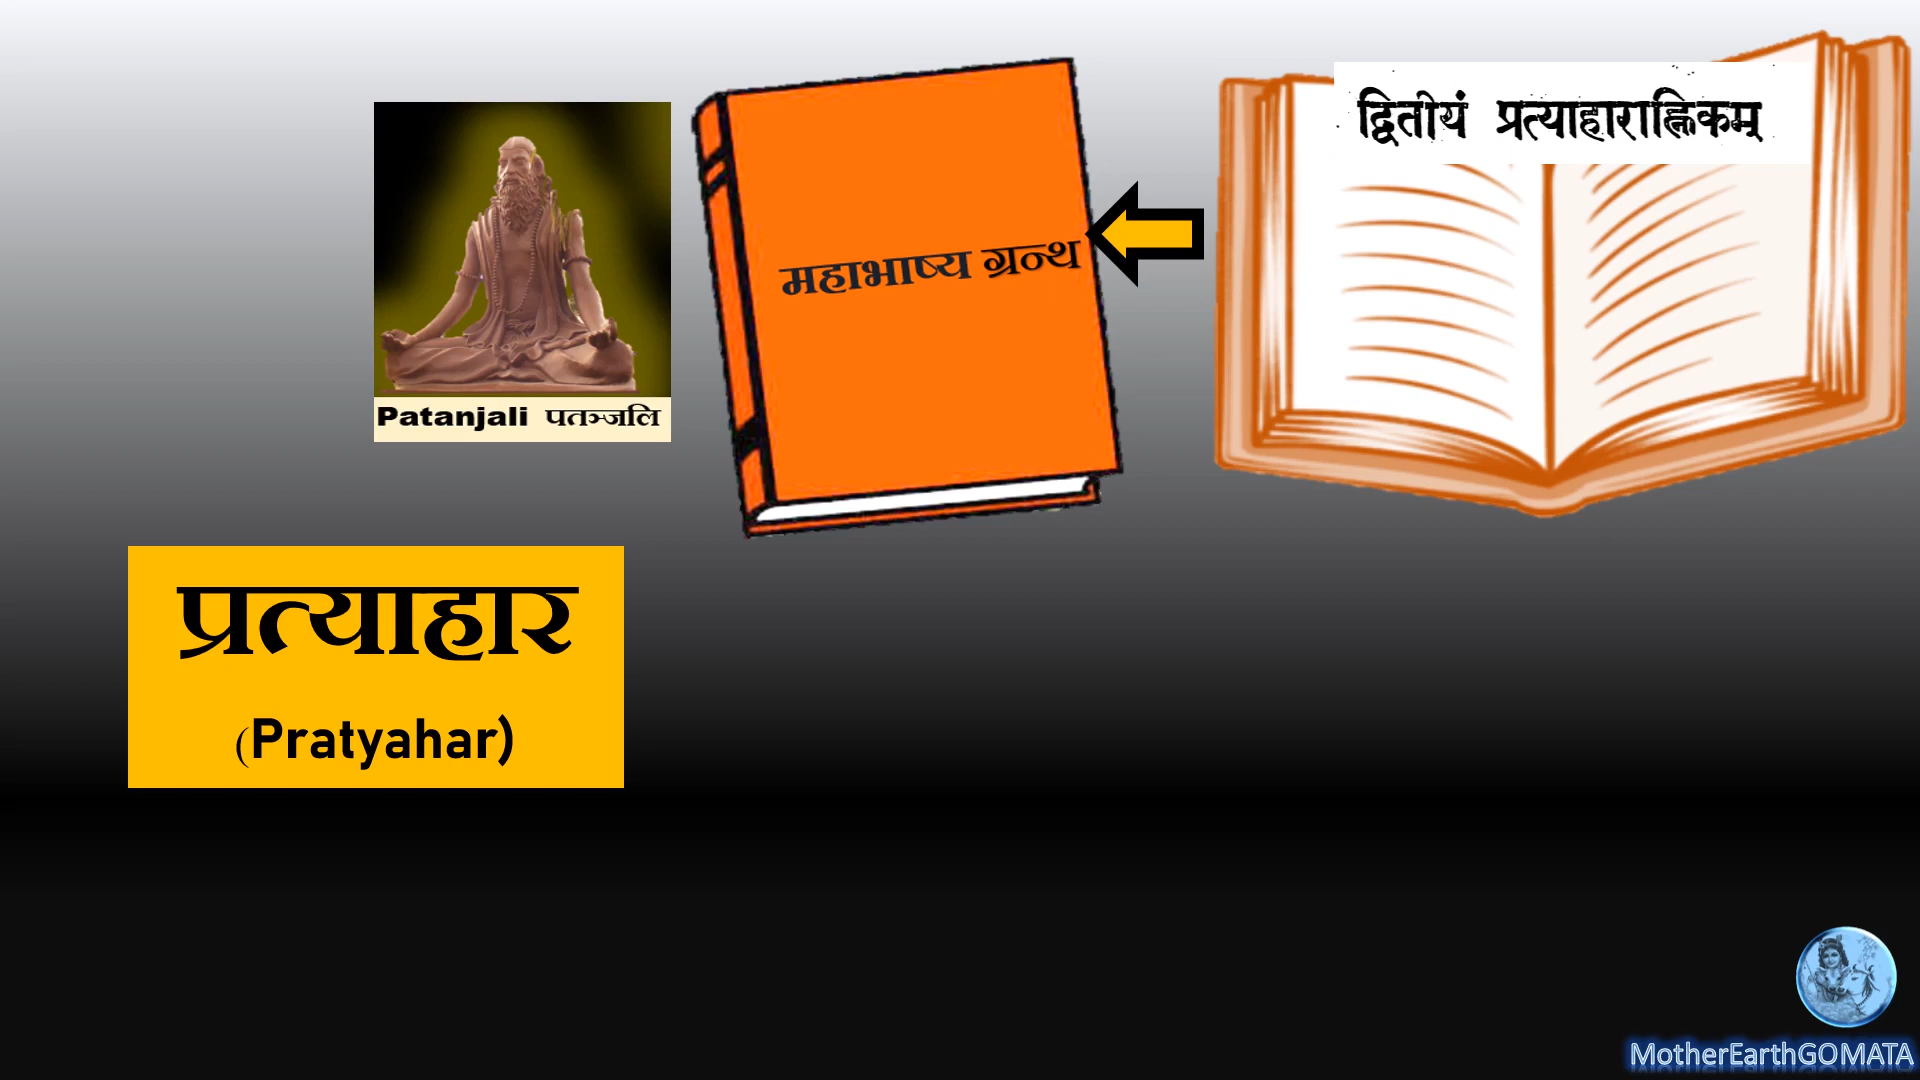 द्वितीयं प्रत्याहाराह्निकम्
महाभाष्य ग्रन्थ
Patanjali पतञ्जलि
प्रत्याहार
(Pratyahar)
MotherEarthGOMATA